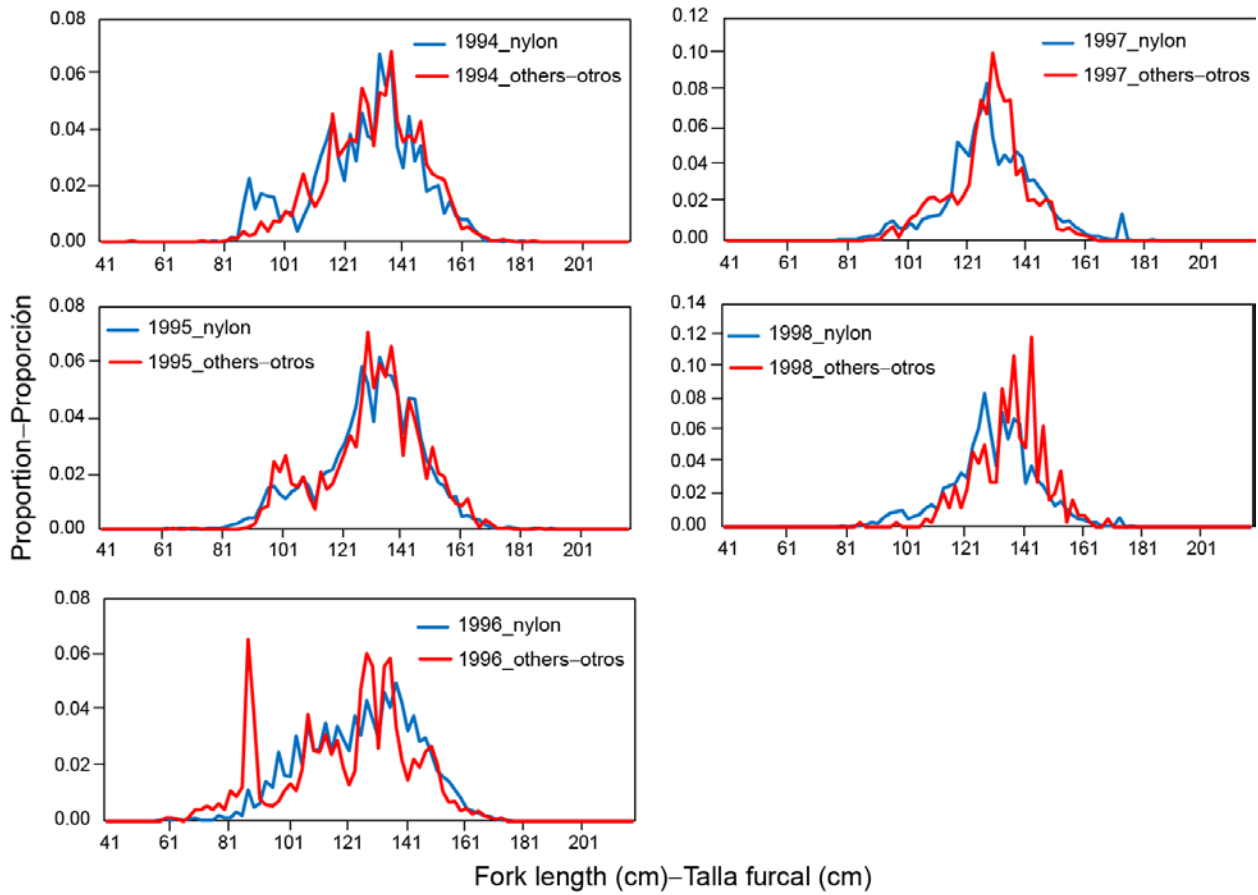 0.08
0.06
0.04
0.02
0.00
1994_nylon
1994_others–otros
41 61 81 101 121 141 161 181 201
0.12
0.10
0.08
0.06
0.04
0.02
0.00
1997_nylon
1997_others–otros
41 61 81 101 121 141 161 181 201
0.08
0.06
0.04
0.02
0.00
1995_nylon
1995_others–otros
41 61 81 101 121 141 161 181 201
0.14
0.12
0.10
0.08
0.06
0.04
0.02
0.00
1998_nylon
1998_others–otros
41 61 81 101 121 141 161 181 201
Proportion–Proporción
0.08
0.06
0.04
0.02
0.00
1996_nylon
1996_others–otros
41 61 81 101 121 141 161 181 201
Fork length (cm)–Talla furcal (cm)